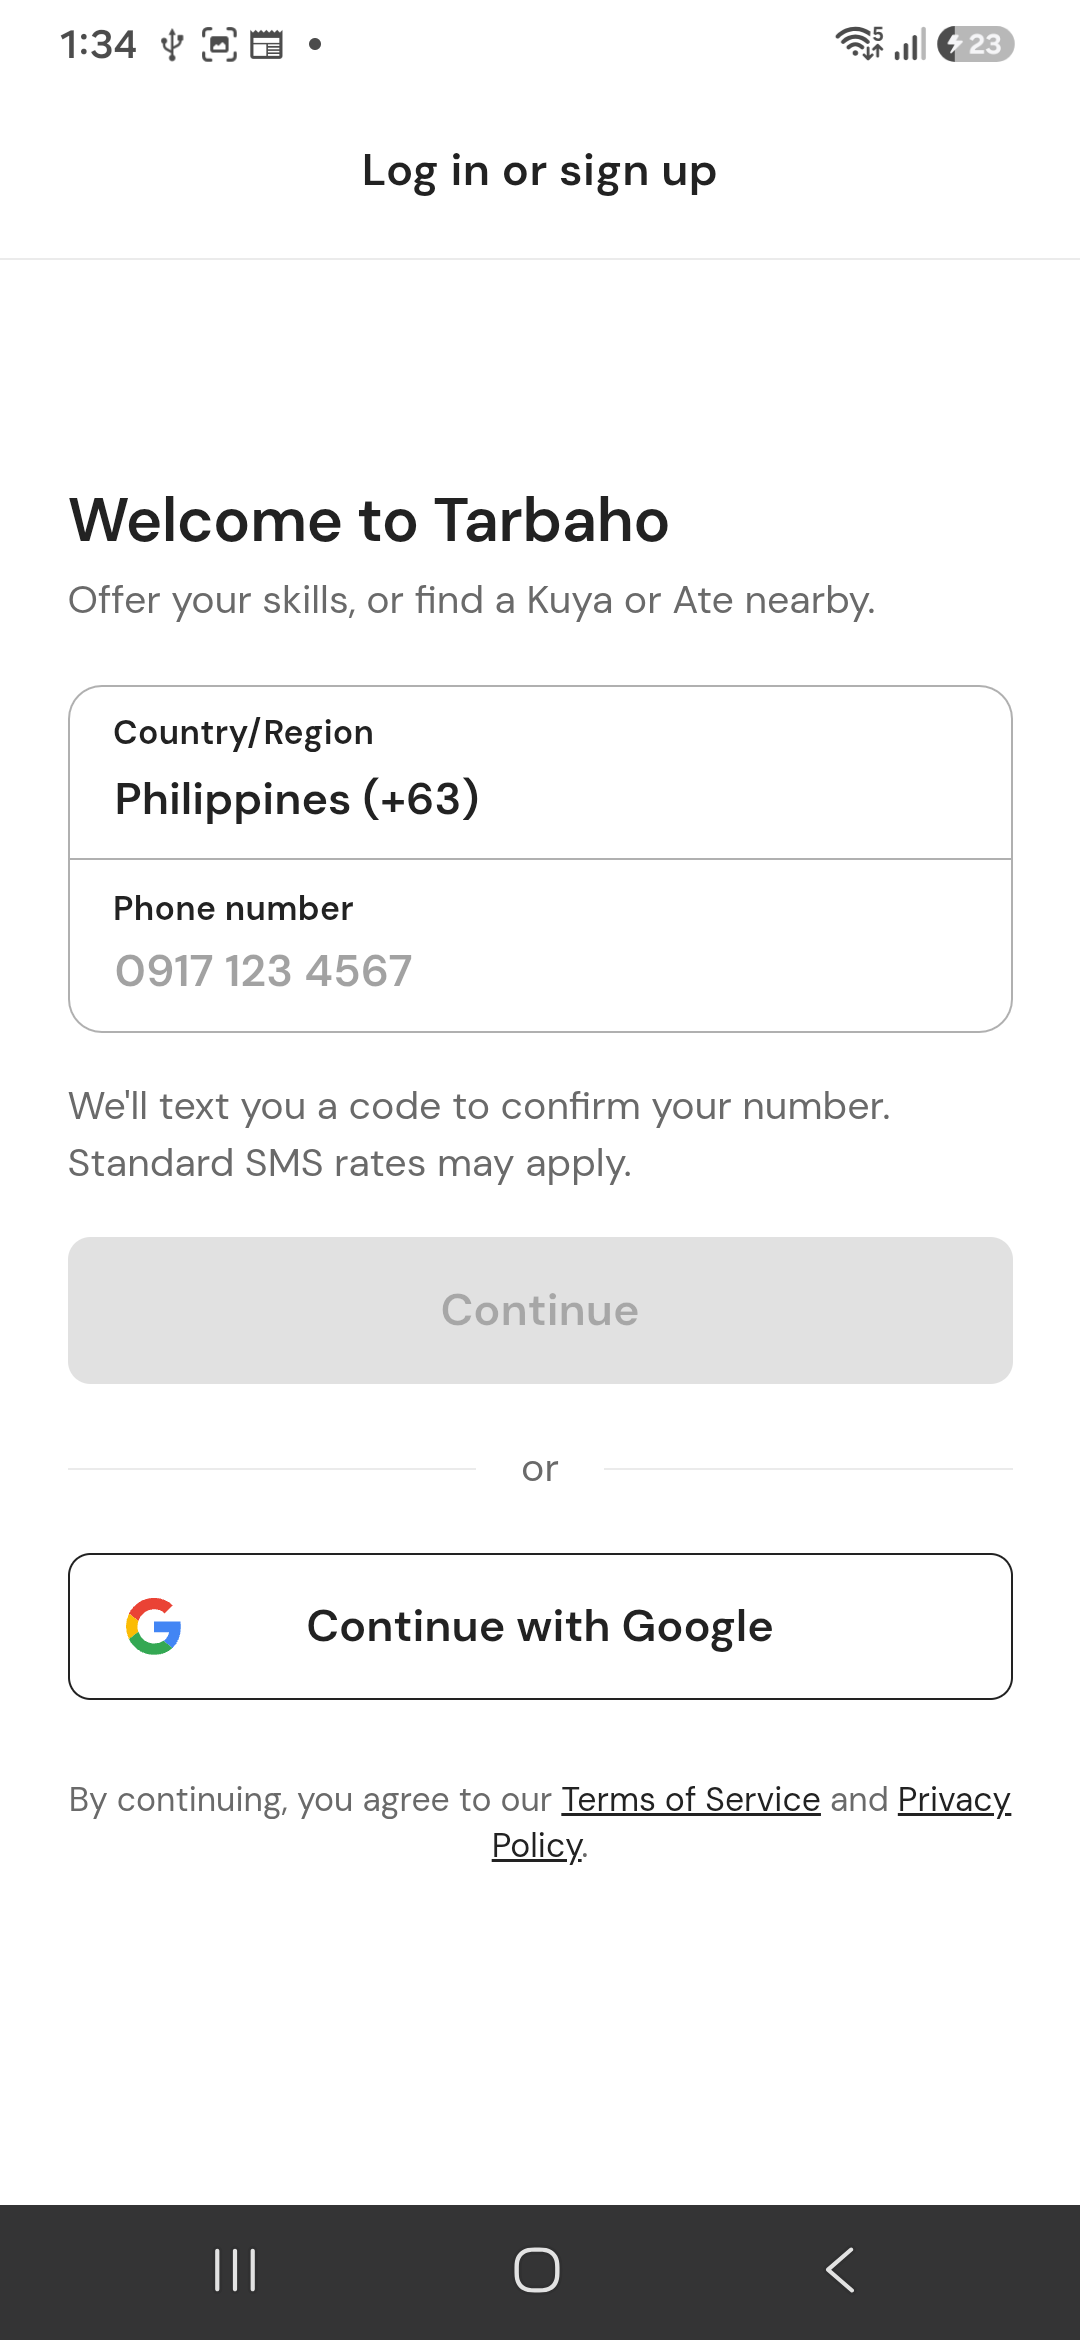 1:34
5
23
Log in or sign up
Welcome to Tarbaho
Offer your skills, or find a Kuya or Ate nearby.
Country/Region
Philippines (+63)
Phone number
0917 123 4567
We'll text you a code to confirm your number.
Standard SMS rates may apply.
Continue
or
Continue with Google
By continuing, you agree to our Terms of Service and Privacy
Policy.